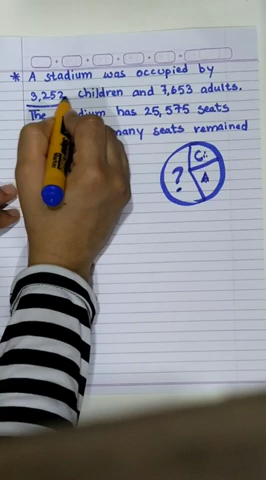 * A stadium was occupied by
3,252 children and 7,653 adults.
The dium has 25,575 seats
many seats remained
?
C:
A